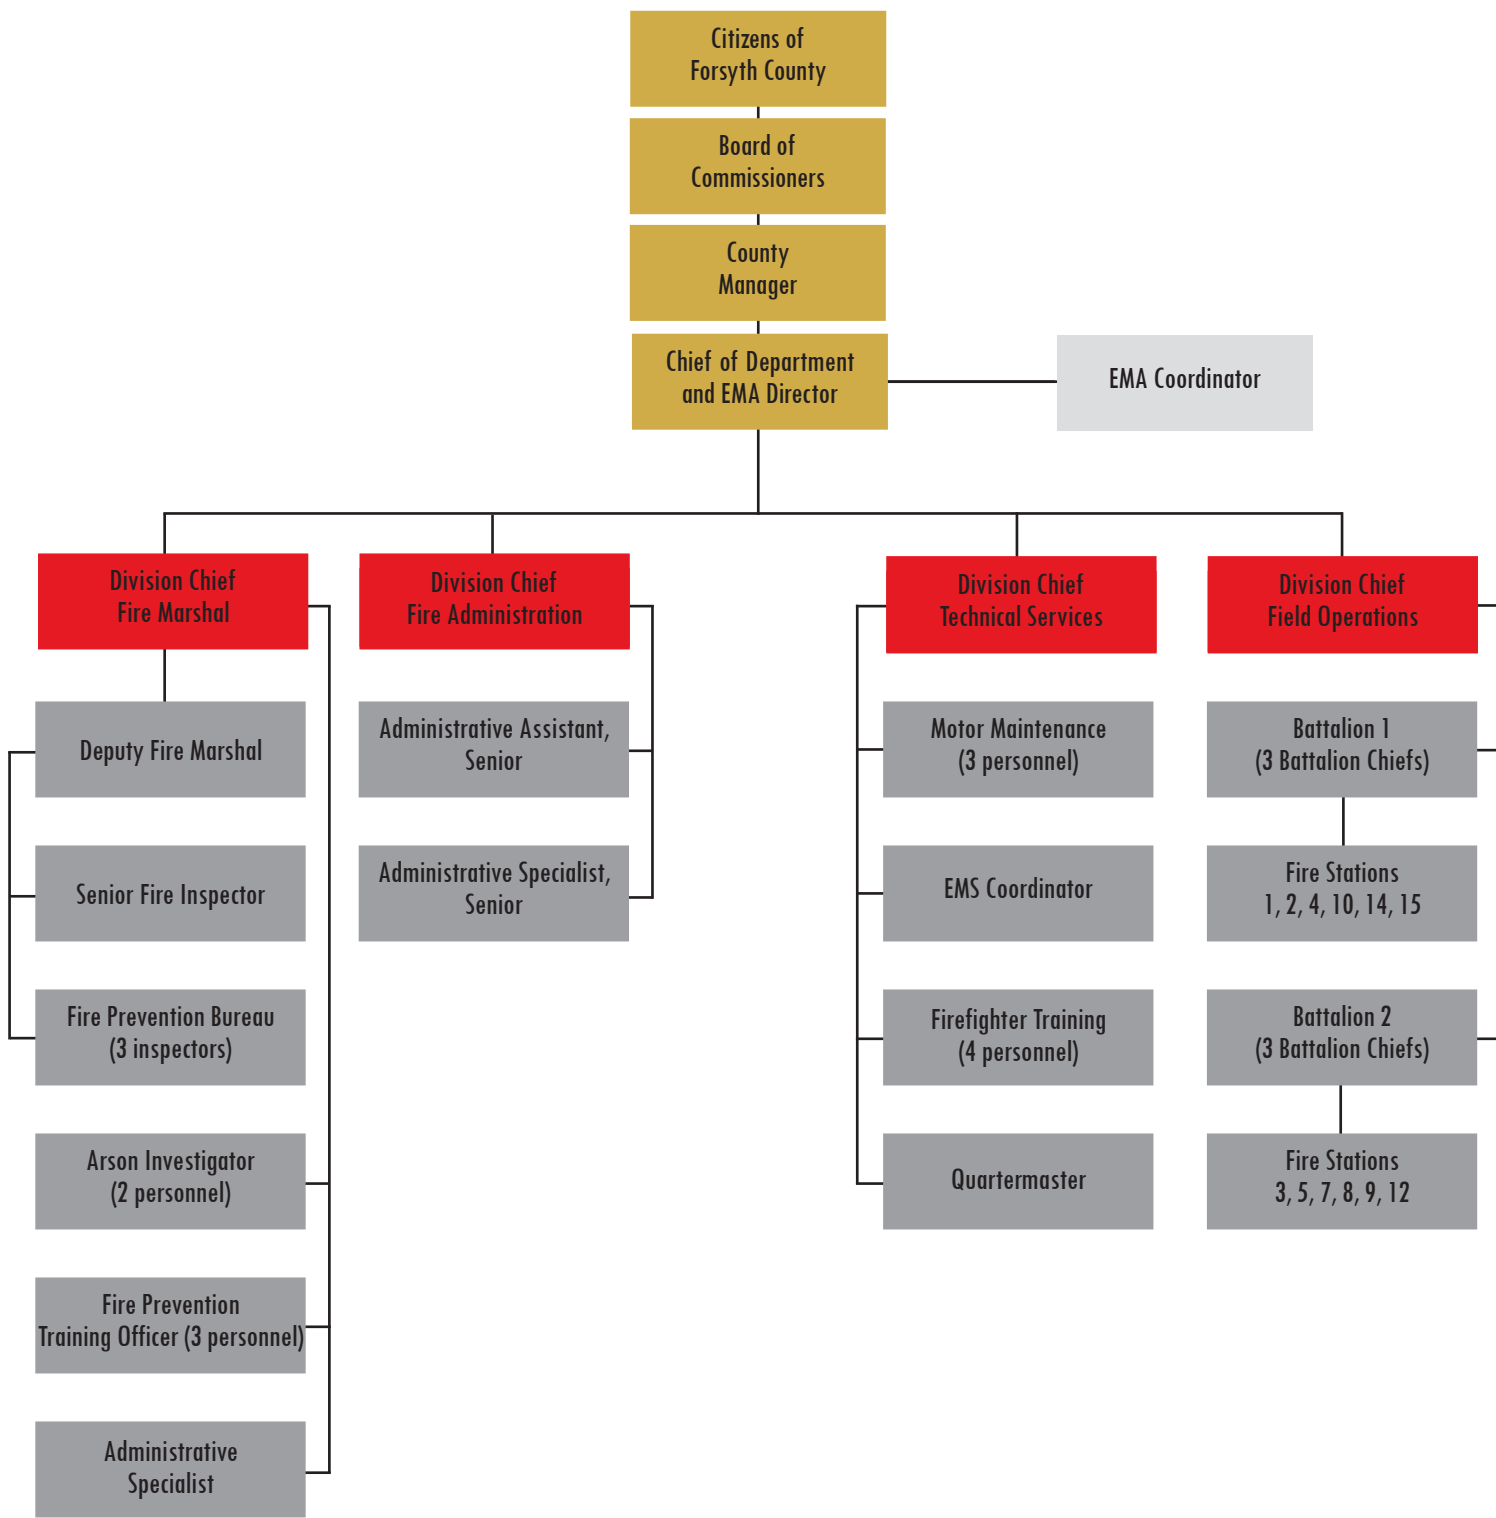 Citizens of
Forsyth County
Board of
Commissioners
County
Manager
Chief of Department
and EMA Director
EMA Coordinator
Division Chief
Fire Marshal
Deputy Fire Marshal
Senior Fire Inspector
Fire Prevention Bureau
(3 inspectors)
Arson Investigator
(2 personnel)
Fire Prevention
Training Officer (3 personnel)
Administrative
Specialist
Division Chief
Fire Administration
Administrative Assistant,
Senior
Administrative Specialist,
Senior
Division Chief
Technical Services
Motor Maintenance
(3 personnel)
EMS Coordinator
Firefighter Training
(4 personnel)
Quartermaster
Division Chief
Field Operations
Battalion 1
(3 Battalion Chiefs)
Fire Stations
1, 2, 4, 10, 14, 15
Battalion 2
(3 Battalion Chiefs)
Fire Stations
3, 5, 7, 8, 9, 12